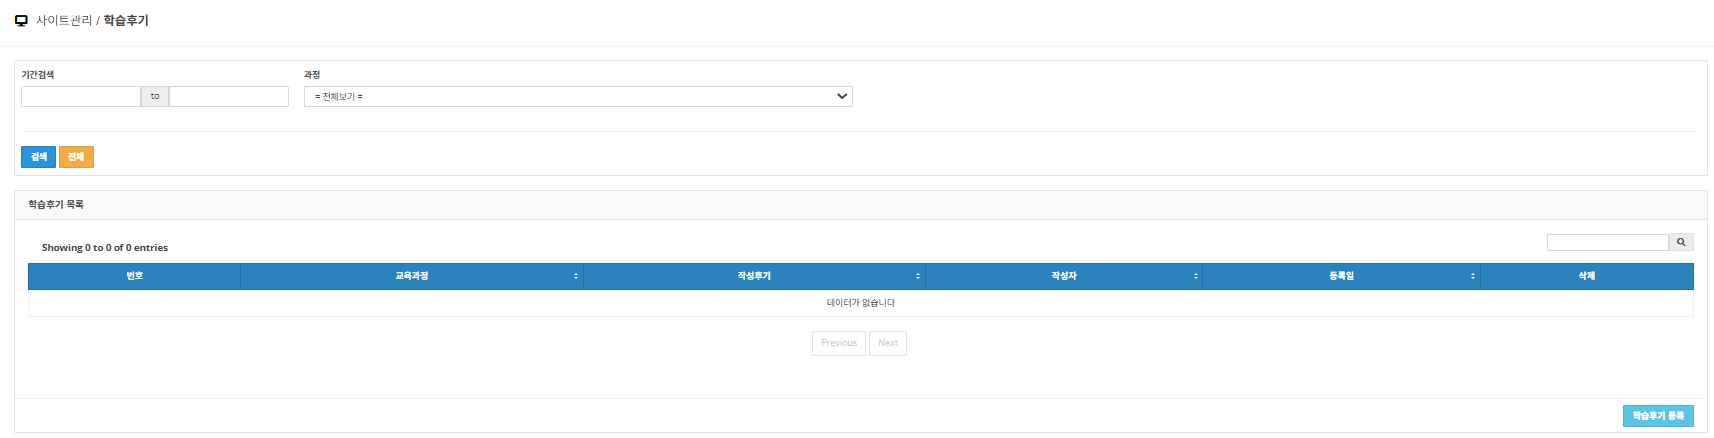 사이트관리 / 학습후기
기간검색 과정
to = 전체보기 =
검색 전체
학습후기 목록
Showing 0 to 0 of 0 entries
번호 교육과정 작성후기 작성자 등록일 삭제
데이터가 없습니다
Previous Next
학습후기 등록